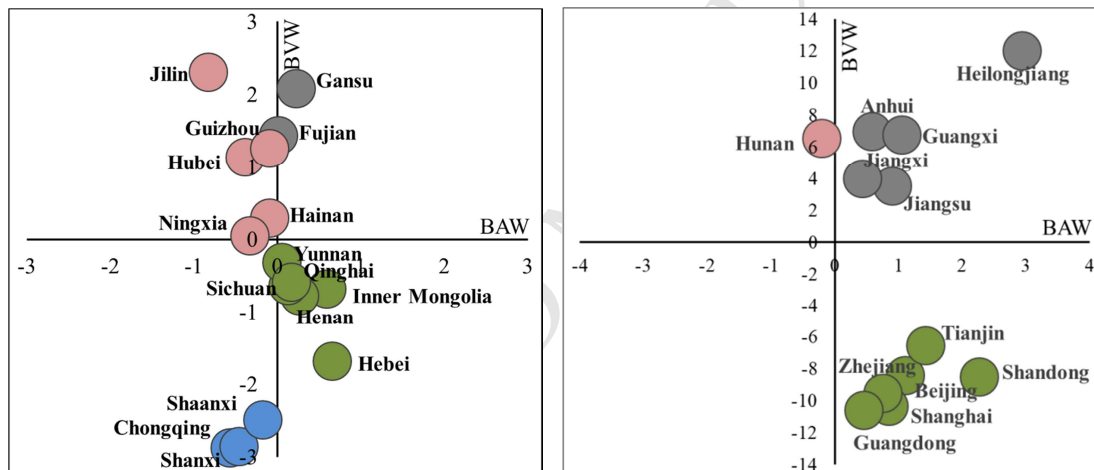 3
BVW
Jilin
Gansu
2
Guizhou
Fujian
Hubei
1
Ningxia
Hainan
BAW
0
-3
-2
-1
0
1
2
3
Yunnan
Qinghai
Sichuan
Inner Mongolia
-1
Henan
Hebei
-2
Shaanxi
Chongqing
Shanxi
-3
14
BVW
12
Heilongjiang
10
8
Anhui
Hunan
6
Guangxi
Jiangxi
4
Jiangsu
2
BAW
0
-4
-3
-2
-1
0
1
2
3
4
-2
-4
-6
Tianjin
-8
Zhejiang
Shandong
Beijing
-10
Shanghai
-12
Guangdong
-14